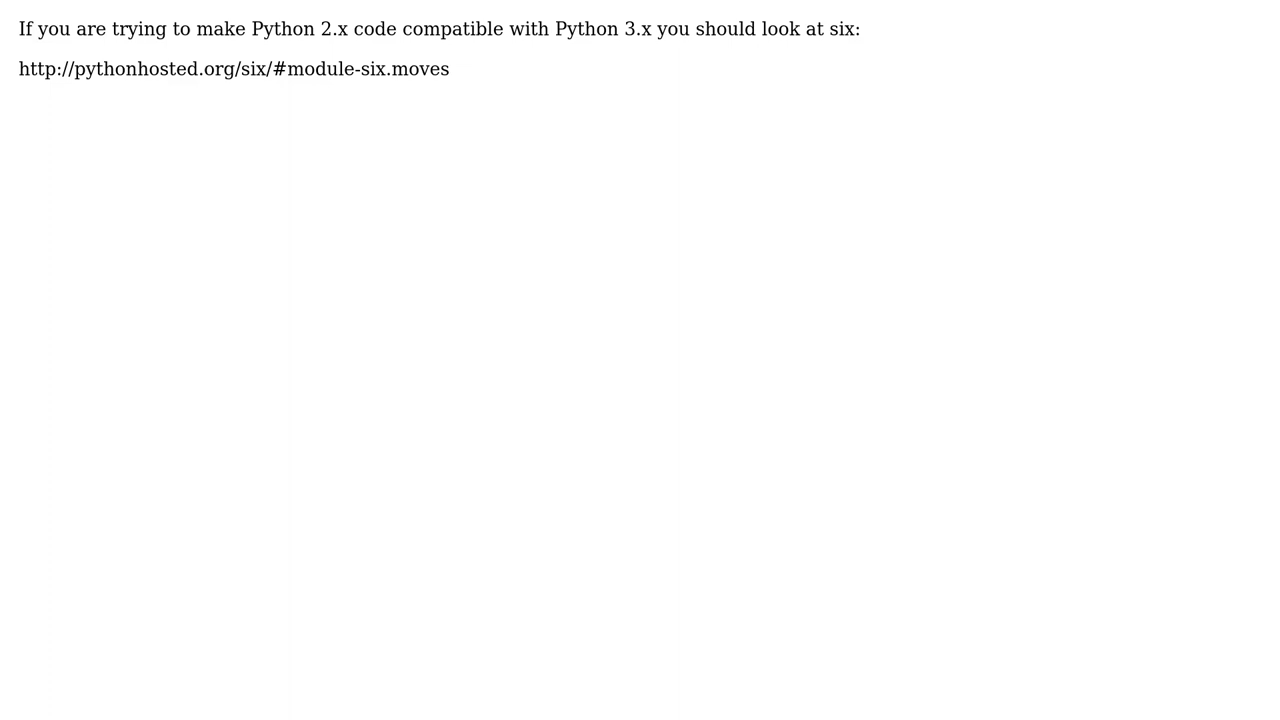 If you are trying to make Python 2.x code compatible with Python 3.x you should look at six:
http://pythonhosted.org/six/#module-six.moves